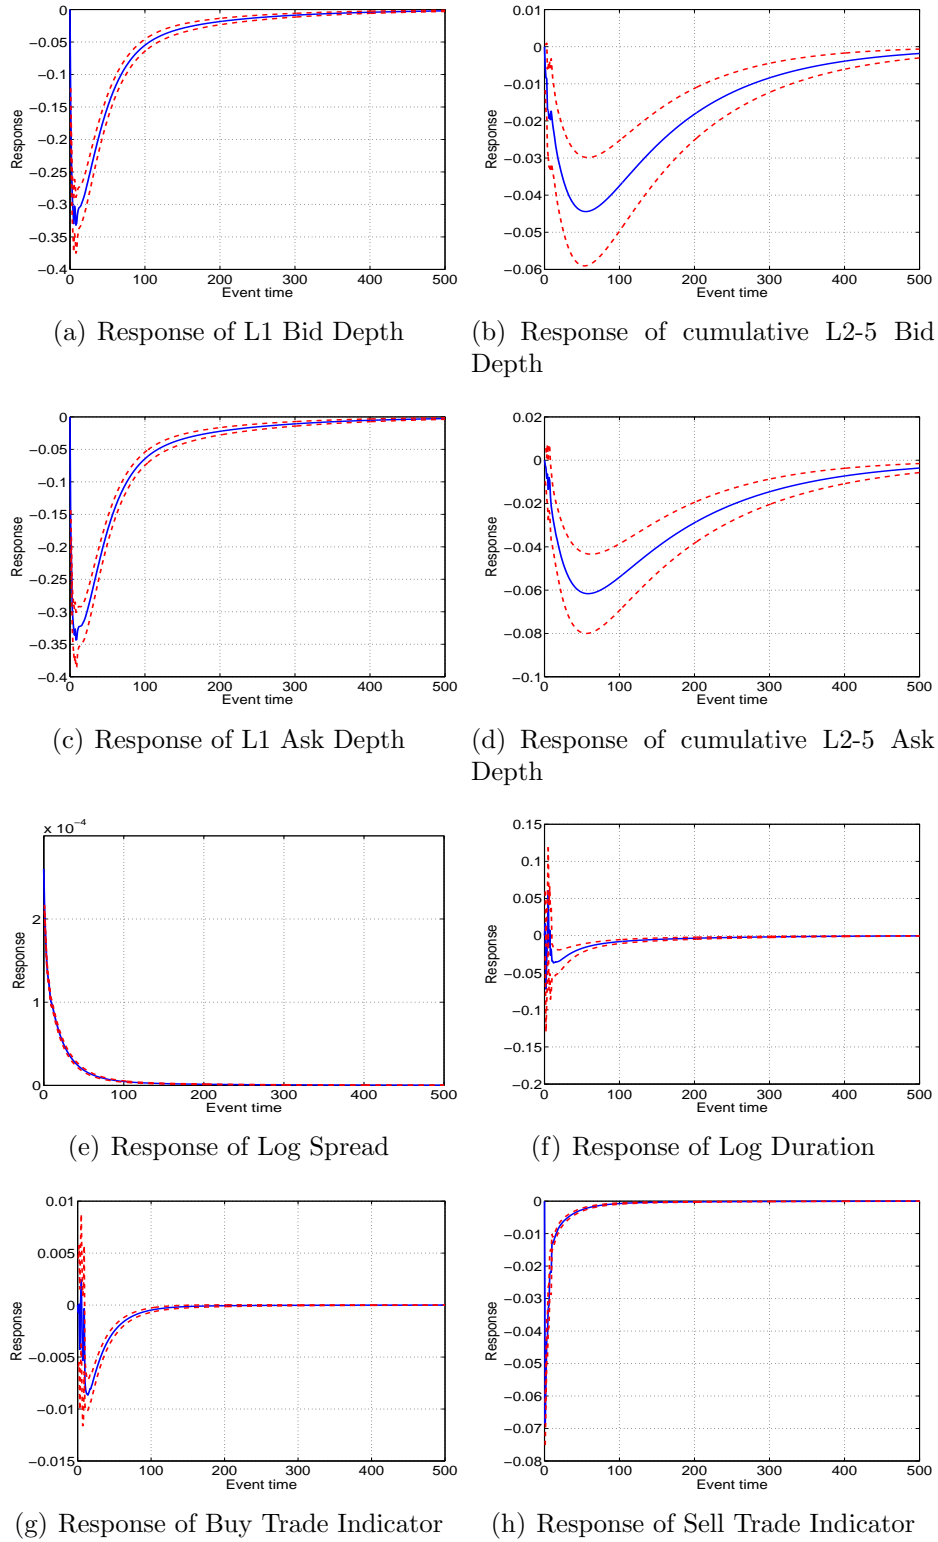 0
−0.05
−0.1
−0.15
−0.2
−0.25
−0.3
−0.35
−0.4
Response
0 100 200 300 400 500
Event time
(a) Response of L1 Bid Depth
0.01
0
−0.01
−0.02
−0.03
−0.04
−0.05
−0.06
Response
0 100 200 300 400 500
Event time
(b) Response of cumulative L2-5 Bid
Depth
0
−0.05
−0.1
−0.15
−0.2
−0.25
−0.3
−0.35
−0.4
Response
0 100 200 300 400 500
Event time
(c) Response of L1 Ask Depth
0.02
0
−0.02
−0.04
−0.06
−0.08
−0.1
Response
0 100 200 300 400 500
Event time
(d) Response of cumulative L2-5 Ask
Depth
x 10⁻⁴
2
1
0
Response
0 100 200 300 400 500
Event time
(e) Response of Log Spread
0.15
0.1
0.05
0
−0.05
−0.1
−0.15
−0.2
Response
0 100 200 300 400 500
Event time
(f) Response of Log Duration
0.01
0.005
0
−0.005
−0.01
−0.015
Response
0 100 200 300 400 500
Event time
(g) Response of Buy Trade Indicator
0
−0.01
−0.02
−0.03
−0.04
−0.05
−0.06
−0.07
−0.08
Response
0 100 200 300 400 500
Event time
(h) Response of Sell Trade Indicator